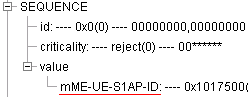 SEQUENCE
id: ---- 0x0(0) ---- 00000000,00000000
criticality: ---- reject(0) ---- 00******
value
mME-UE-S1AP-ID: ---- 0x1017500